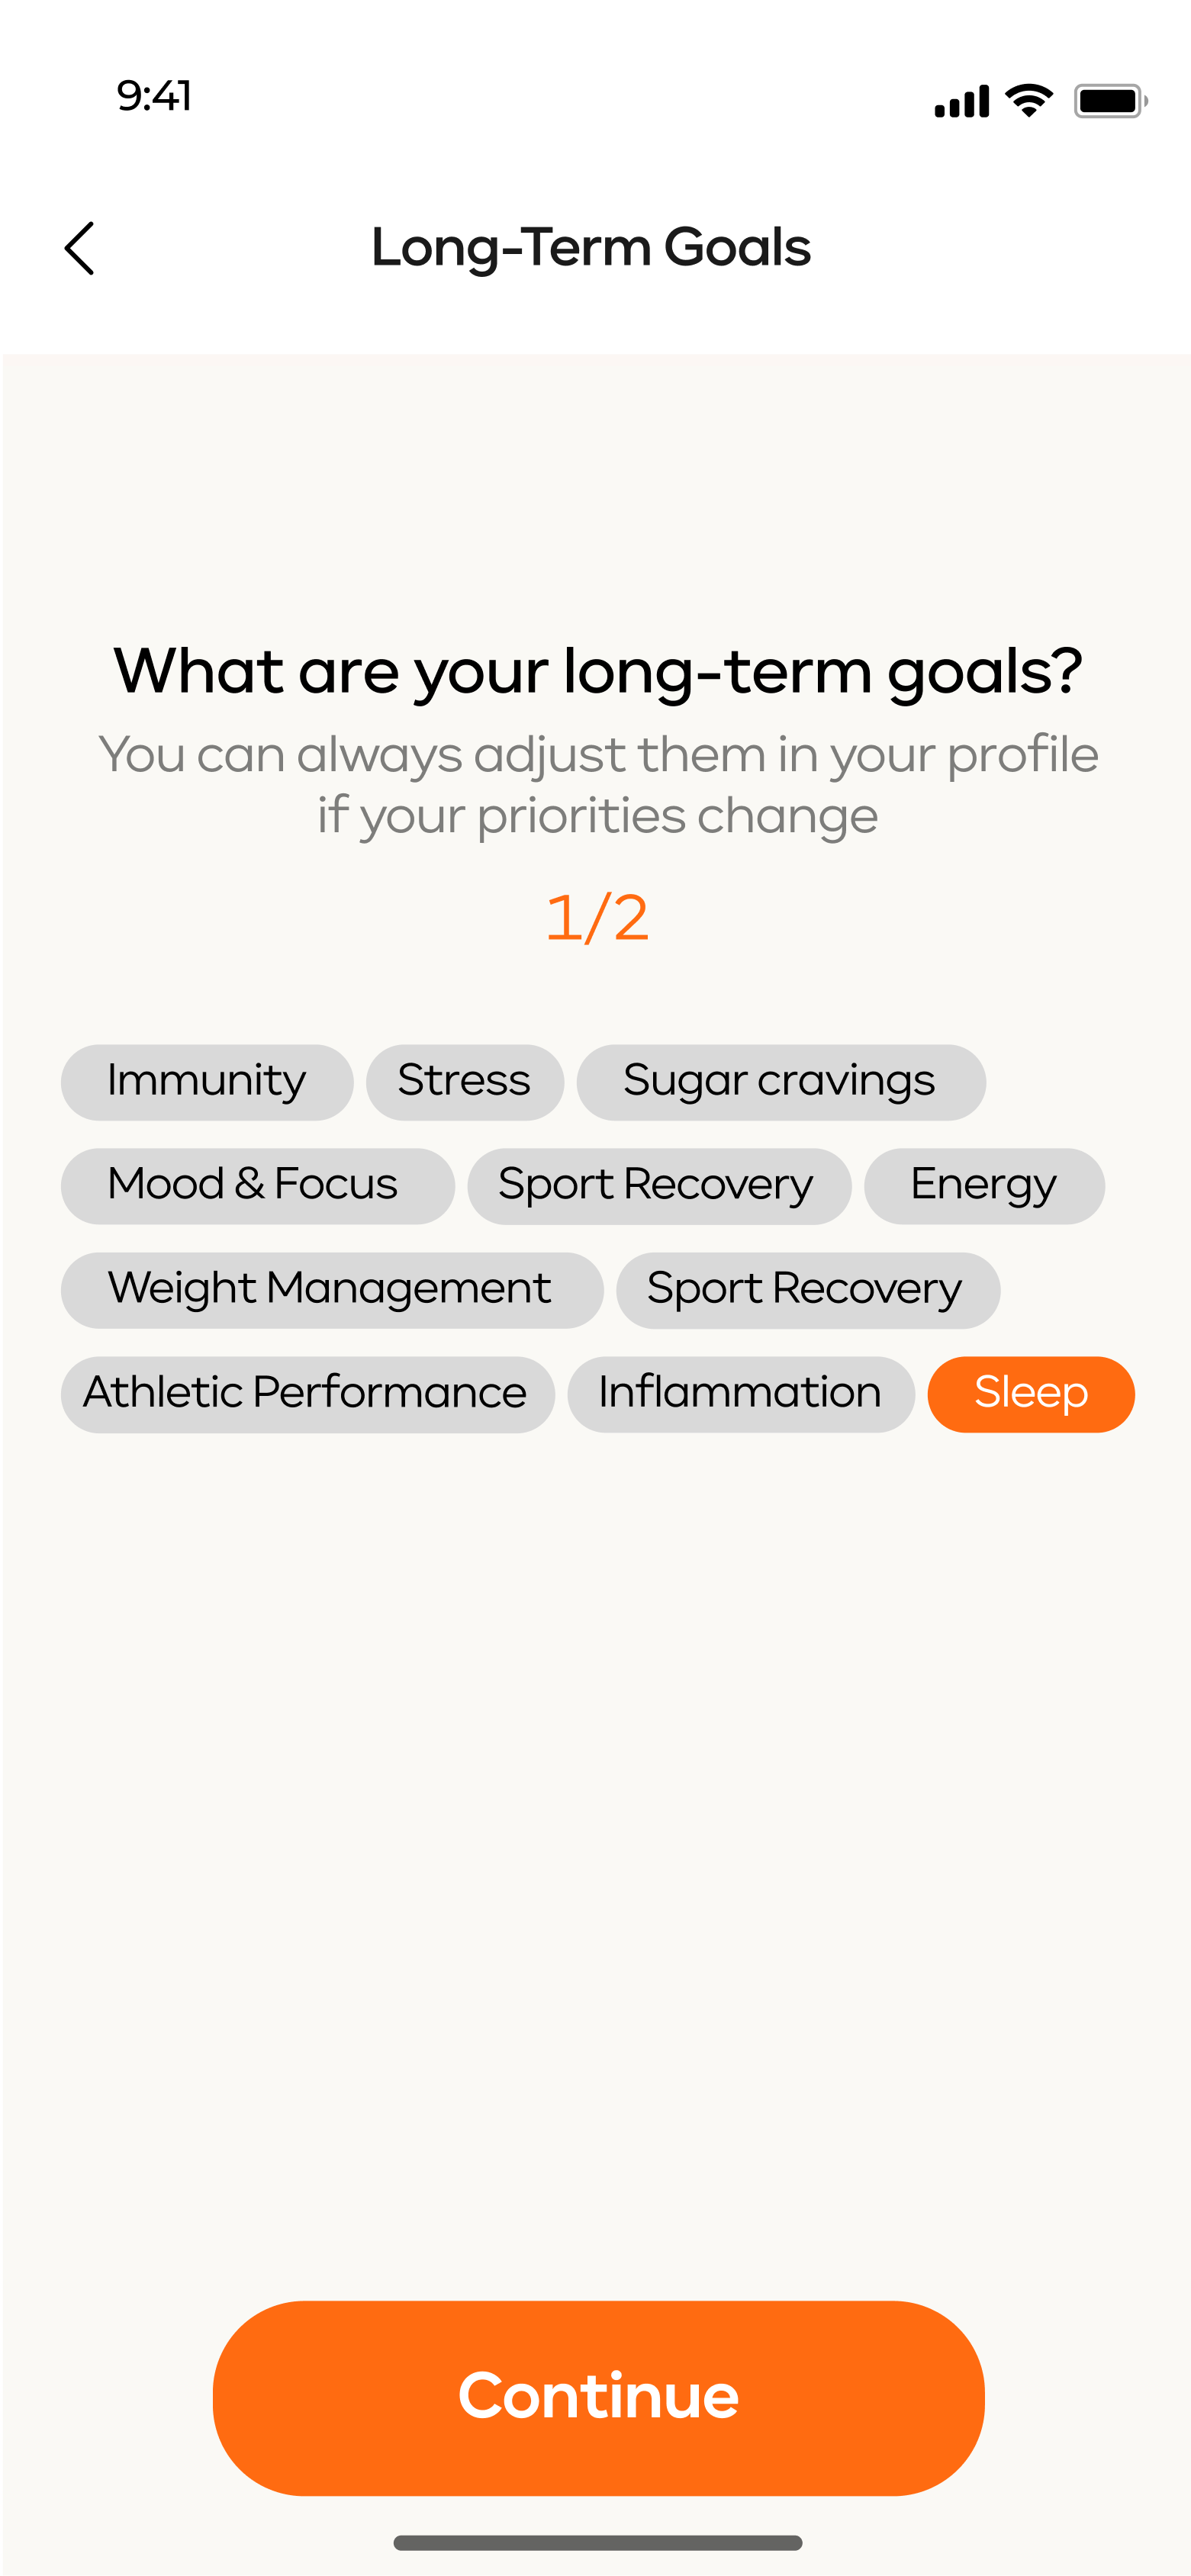 9:41
Long-Term Goals
What are your long-term goals?
You can always adjust them in your profile
if your priorities change
1/2
Immunity Stress Sugar cravings
Mood & Focus Sport Recovery Energy
Weight Management Sport Recovery
Athletic Performance Inflammation Sleep
Continue